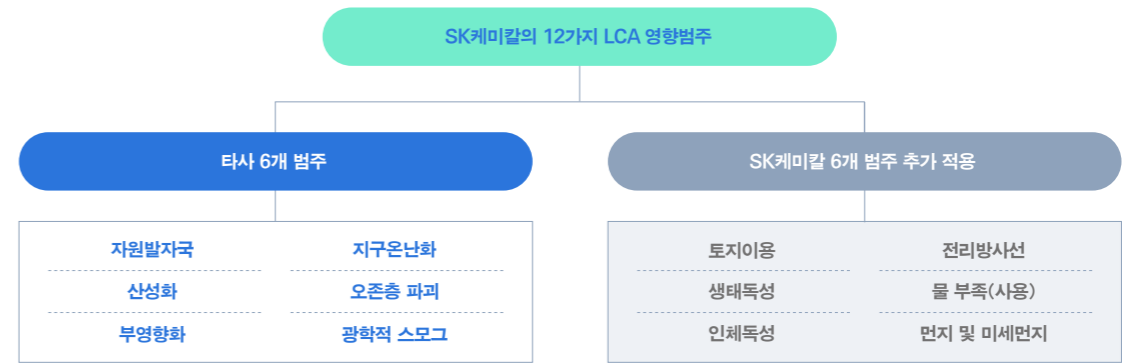 SK케미칼의 12가지 LCA 영향범주
타사 6개 범주
자원발자국
지구온난화
산성화
오존층 파괴
부영향화
광학적 스모그
SK케미칼 6개 범주 추가 적용
토지이용
전리방사선
생태독성
물 부족(사용)
인체독성
먼지 및 미세먼지